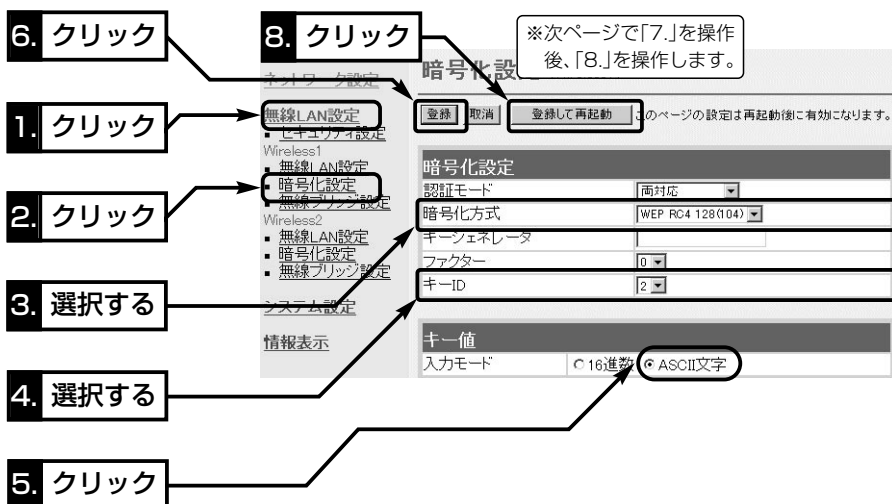 6. クリック
8. クリック
※次ページで「7.」を操作
後、「8.」を操作します。
1. クリック
2. クリック
3. 選択する
4. 選択する
5. クリック
ネットワーク設定
無線LAN設定
▪ セキュリティ設定
Wireless1
▪ 無線LAN設定
▪ 暗号化設定
▪ 無線ブリッジ設定
Wireless2
▪ 無線LAN設定
▪ 暗号化設定
▪ 無線ブリッジ設定
システム設定
情報表示
暗号化設
登録 取消 登録して再起動 このページの設定は再起動後に有効になります。
暗号化設定
認証モード 両対応
暗号化方式 WEP RC4 128(104)
キージェネレータ
ファクター 0
キーID 2
キー値
入力モード 16進数 ASCII文字